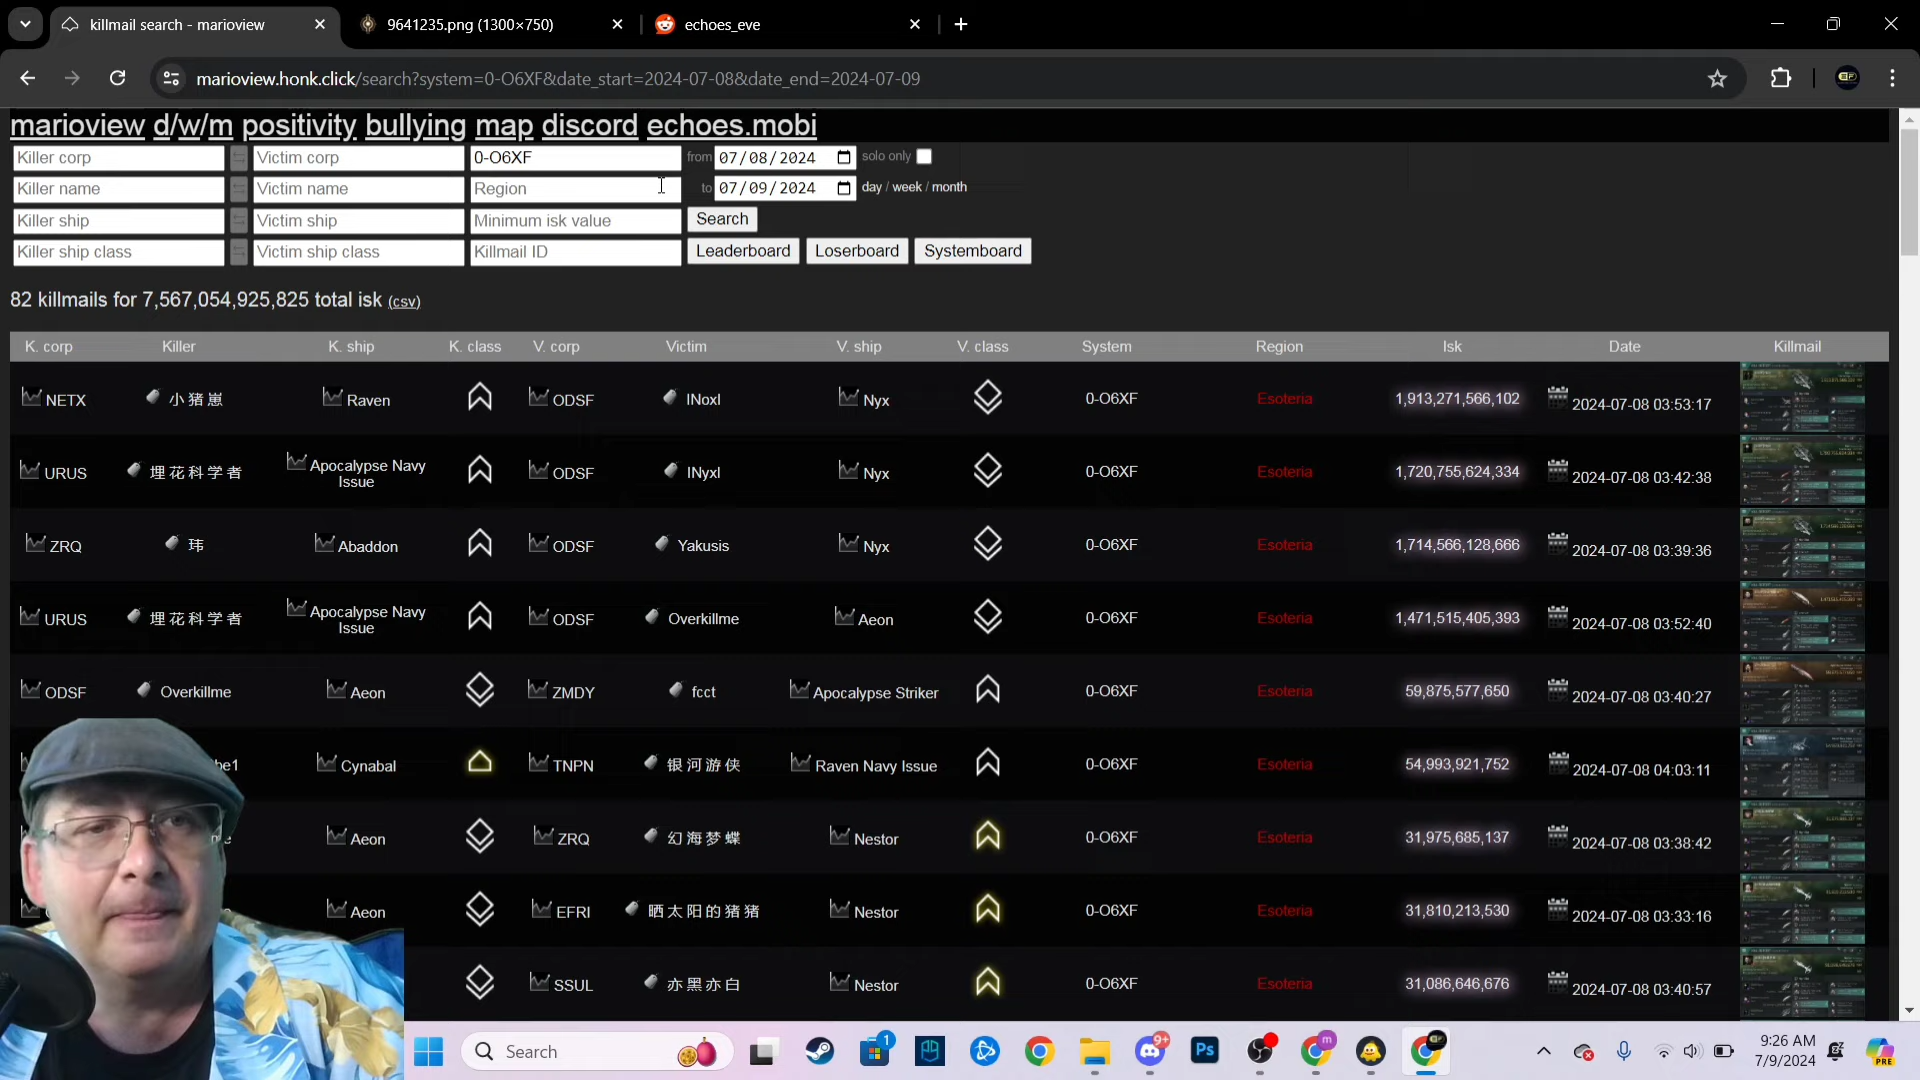 killmail search - marioview
9641235.png (1300×750)
echoes_eve
marioview.honk.click/search?system=0-O6XF&date_start=2024-07-08&date_end=2024-07-09
marioview d/w/m positivity bullying map discord echoes.mobi
Killer corp Victim corp 0-O6XF from 07/08/2024 solo only
Killer name Victim name Region to 07/09/2024 day / week / month
Killer ship Victim ship Minimum isk value Search
Killer ship class Victim ship class Killmail ID Leaderboard Loserboard Systemboard
82 killmails for 7,567,054,925,825 total isk (csv)
K. corp Killer K. ship K. class V. corp Victim V. ship V. class System Region Isk Date Killmail
NETX 小猪崽 Raven ODSF INoxI Nyx 0-O6XF Esoteria 1,913,271,566,102 2024-07-08 03:53:17
URUS 埋花科学者 Apocalypse Navy Issue ODSF INyxI Nyx 0-O6XF Esoteria 1,720,755,624,334 2024-07-08 03:42:38
ZRQ 玮 Abaddon ODSF Yakusis Nyx 0-O6XF Esoteria 1,714,566,128,666 2024-07-08 03:39:36
URUS 埋花科学者 Apocalypse Navy Issue ODSF Overkillme Aeon 0-O6XF Esoteria 1,471,515,405,393 2024-07-08 03:52:40
ODSF Overkillme Aeon ZMDY fcct Apocalypse Striker 0-O6XF Esoteria 59,875,577,650 2024-07-08 03:40:27
be1 Cynabal TNPN 银河游侠 Raven Navy Issue 0-O6XF Esoteria 54,993,921,752 2024-07-08 04:03:11
Aeon ZRQ 幻海梦蝶 Nestor 0-O6XF Esoteria 31,975,685,137 2024-07-08 03:38:42
Aeon EFRI 晒太阳的猪猪 Nestor 0-O6XF Esoteria 31,810,213,530 2024-07-08 03:33:16
SSUL 亦黑亦白 Nestor 0-O6XF Esoteria 31,086,646,676 2024-07-08 03:40:57
Search 1 9+ Ps m 9:26 AM
7/9/2024 PRE